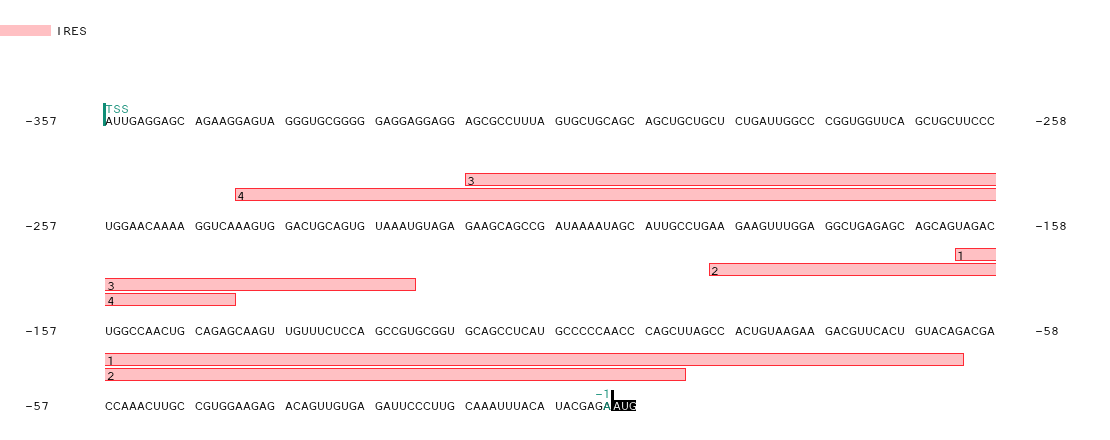 IRES
TSS
-357 AUUGAGGAGC AGAAGGAGUA GGGUGCGGGG GAGGAGGAGG AGCGCCUUUA GUGCUGCAGC AGCUGCUGCU CUGAUUGGCC CGGUGGUUCA GCUGCUUCCC -258
3
4
-257 UGGAACAAAA GGUCAAAGUG GACUGCAGUG UAAAUGUAGA GAAGCAGCCG AUAAAAUAGC AUUGCCUGAA GAAGUUUGGA GGCUGAGAGC AGCAGUAGAC -158
1
2
3
4
-157 UGGCCAACUG CAGAGCAAGU UGUUUCUCCA GCCGUGCGGU GCAGCCUCAU GCCCCCAACC CAGCUUAGCC ACUGUAAGAA GACGUUCACU GUACAGACGA -58
1
2
-1
-57 CCAAACUUGC CGUGGAAGAG ACAGUUGUGA GAUUCCCUUG CAAAUUUACA UACGAGA AUG